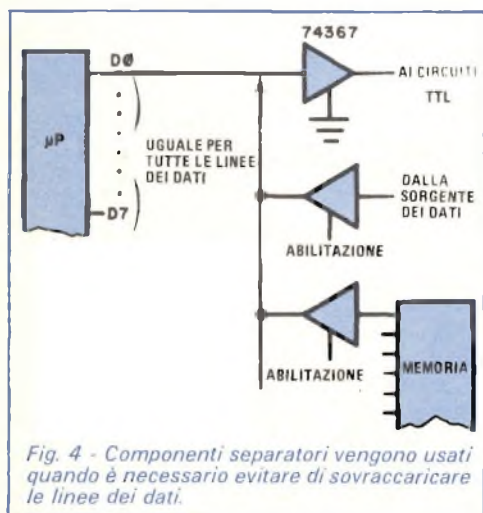 74367
DØ
AI CIRCUITI
TTL
µP
UGUALE PER
TUTTE LE LINEE
DEI DATI
D7
DALLA
SORGENTE
DEI DATI
ABILITAZIONE
MEMORIA
ABILITAZIONE
Fig. 4 - Componenti separatori vengono usati
quando è necessario evitare di sovraccaricare
le linee dei dati.